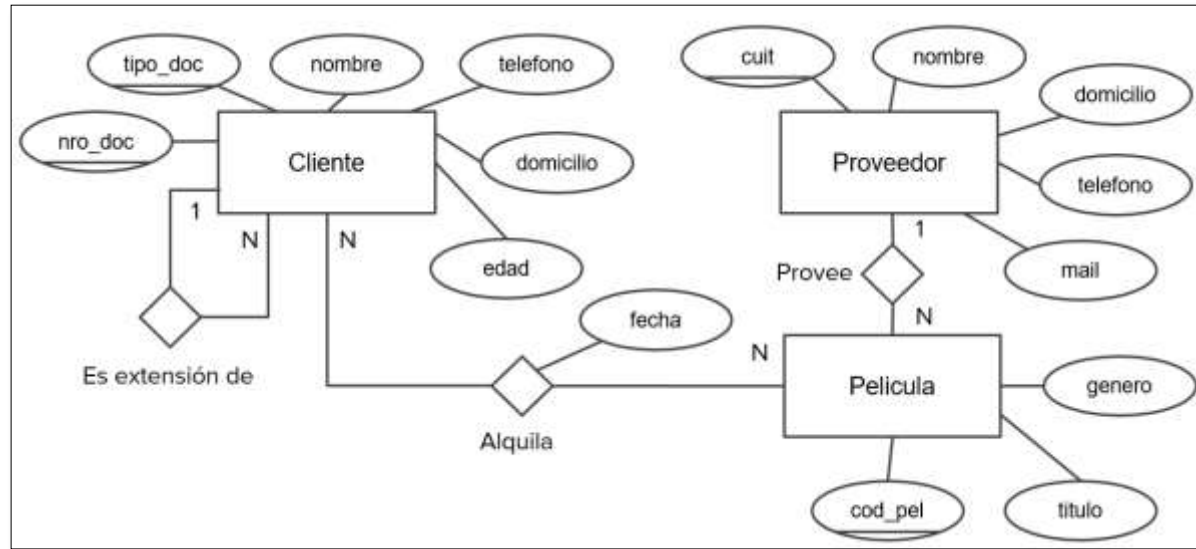 tipo_doc
nombre
telefono
nro_doc
Cliente
domicilio
edad
1
N
N
Es extensión de
cuit
nombre
domicilio
Proveedor
telefono
mail
1
Provee
N
fecha
N
Alquila
Pelicula
genero
cod_pel
titulo